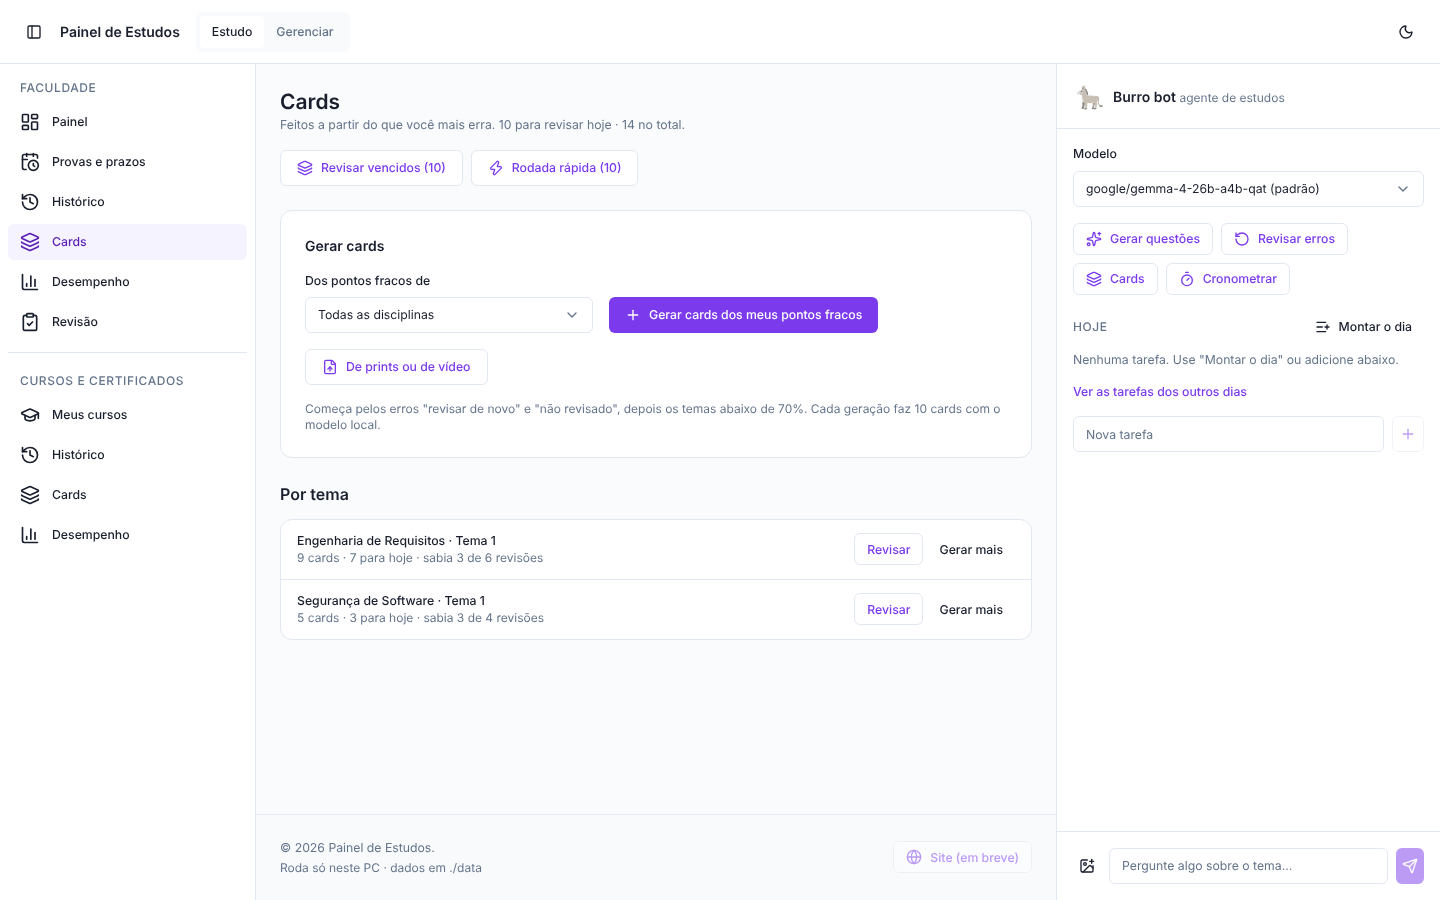 Painel de Estudos
Estudo
Gerenciar
FACULDADE
Painel
Provas e prazos
Histórico
Cards
Desempenho
Revisão
CURSOS E CERTIFICADOS
Meus cursos
Histórico
Cards
Desempenho
Cards
Feitos a partir do que você mais erra. 10 para revisar hoje · 14 no total.
Revisar vencidos (10)
Rodada rápida (10)
Gerar cards
Dos pontos fracos de
Todas as disciplinas
Gerar cards dos meus pontos fracos
De prints ou de vídeo
Começa pelos erros "revisar de novo" e "não revisado", depois os temas abaixo de 70%. Cada geração faz 10 cards com o
modelo local.
Por tema
Engenharia de Requisitos · Tema 1
9 cards · 7 para hoje · sabia 3 de 6 revisões
Revisar
Gerar mais
Segurança de Software · Tema 1
5 cards · 3 para hoje · sabia 3 de 4 revisões
Revisar
Gerar mais
© 2026 Painel de Estudos.
Roda só neste PC · dados em ./data
Site (em breve)
Burro bot agente de estudos
Modelo
google/gemma-4-26b-a4b-qat (padrão)
Gerar questões
Revisar erros
Cards
Cronometrar
HOJE
Montar o dia
Nenhuma tarefa. Use "Montar o dia" ou adicione abaixo.
Ver as tarefas dos outros dias
Nova tarefa
Pergunte algo sobre o tema...